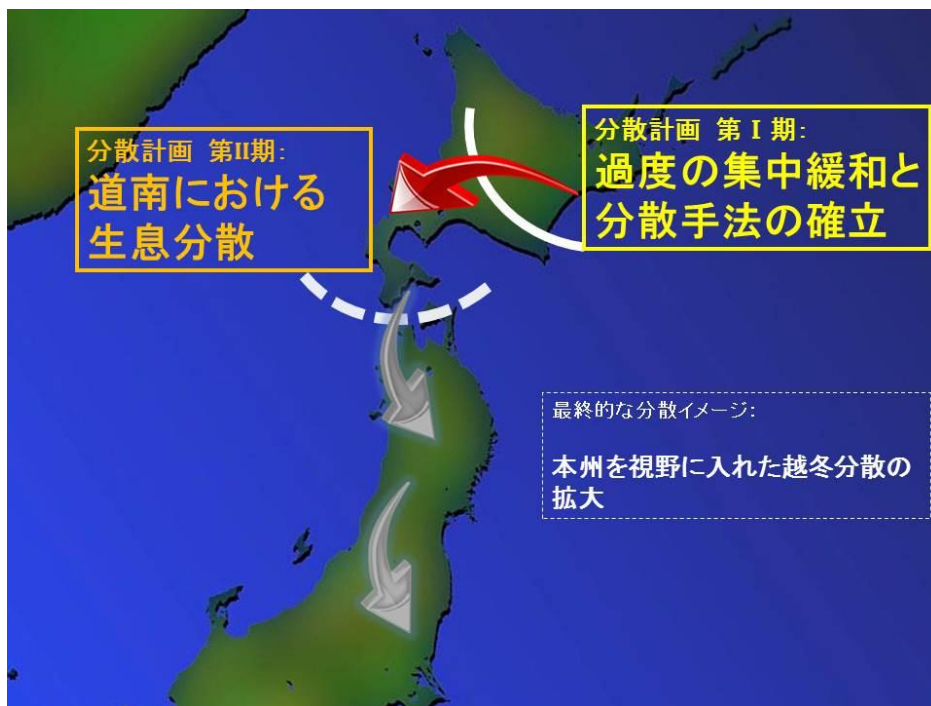 分散計画 第Ⅰ期:
過度の集中緩和と
分散手法の確立
分散計画 第II期:
道南における
生息分散
最終的な分散イメージ:
本州を視野に入れた越冬分散の
拡大